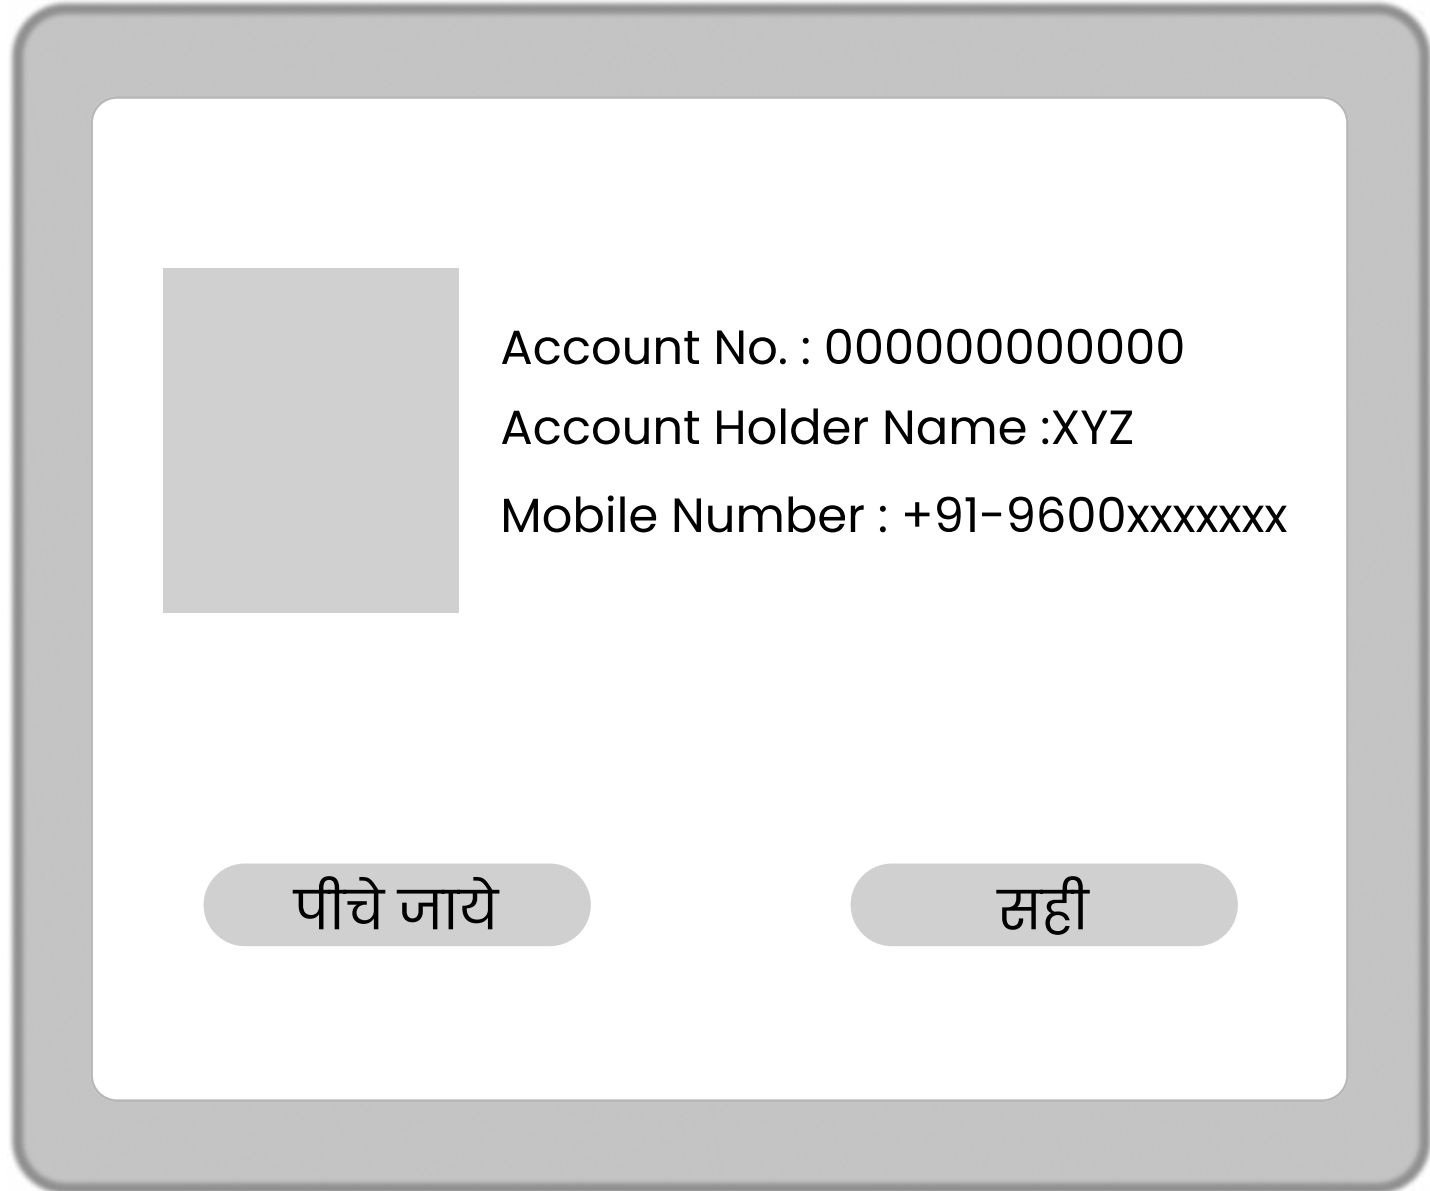 Account No. : 000000000000
Account Holder Name :XYZ
Mobile Number : +91-9600xxxxxxx
पीचे जाये
सही